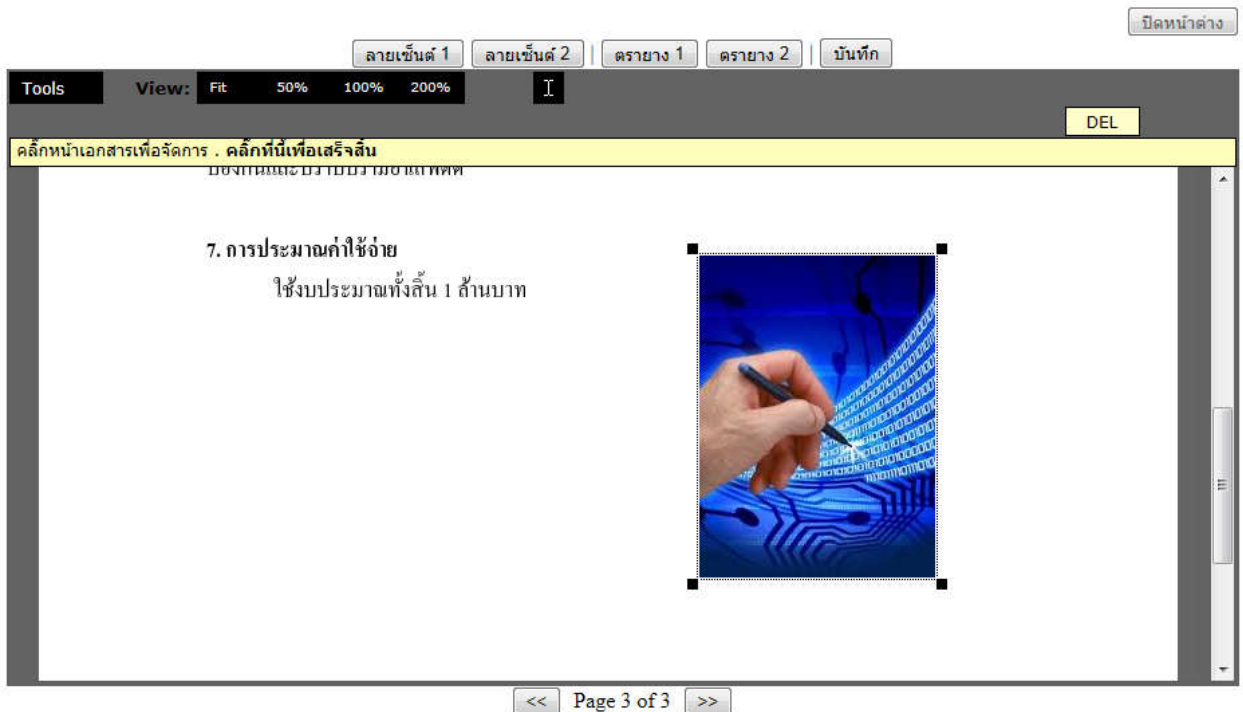 ปิดหน้าต่าง
ลายเซ็นต์ 1 ลายเซ็นต์ 2 | ตรายาง 1 ตรายาง 2 | บันทึก
Tools View: Fit 50% 100% 200%
DEL
คลิ๊กหน้าเอกสารเพื่อจัดการ . คลิ๊กที่นี้เพื่อเสร็จสิ้น
7. การประมาณค่าใช้จ่าย
ใช้งบประมาณทั้งสิ้น 1 ล้านบาท
<< Page 3 of 3 >>